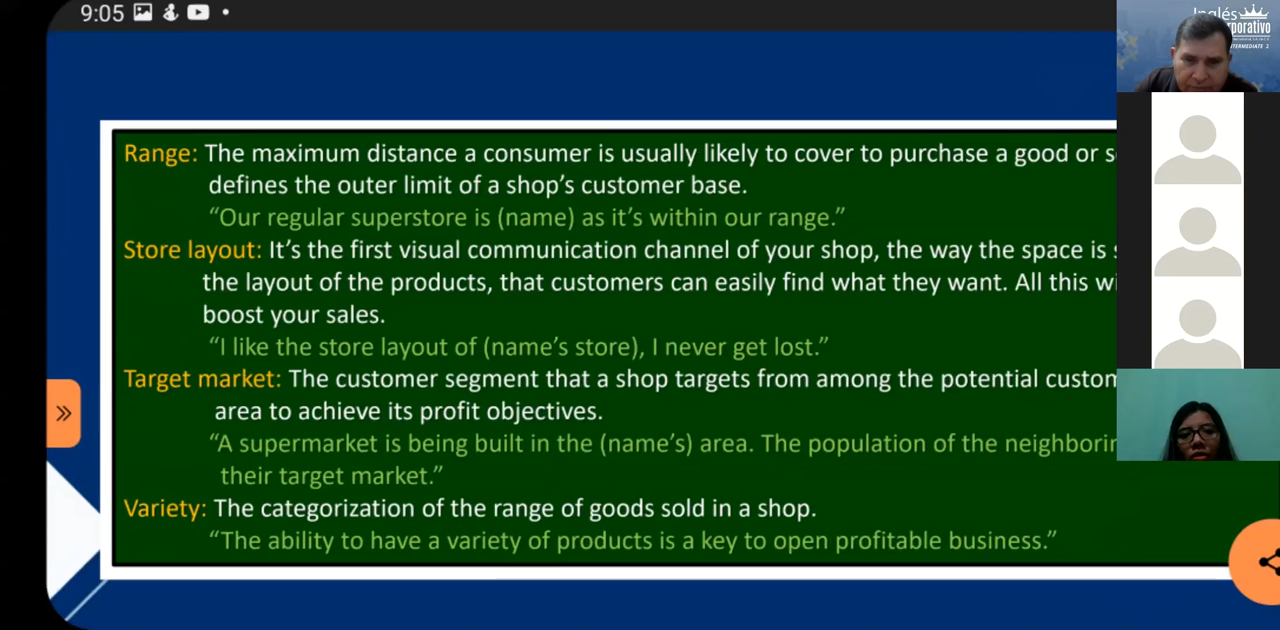 9:05
Inglés
porativo
INTERMEDIATE 2
Range: The maximum distance a consumer is usually likely to cover to purchase a good or
defines the outer limit of a shop’s customer base.
“Our regular superstore is (name) as it’s within our range.”
Store layout: It’s the first visual communication channel of your shop, the way the space is
the layout of the products, that customers can easily find what they want. All this
boost your sales.
“I like the store layout of (name’s store), I never get lost.”
Target market: The customer segment that a shop targets from among the potential
area to achieve its profit objectives.
“A supermarket is being built in the (name’s) area. The population of the
their target market.”
Variety: The categorization of the range of goods sold in a shop.
“The ability to have a variety of products is a key to open profitable business.”